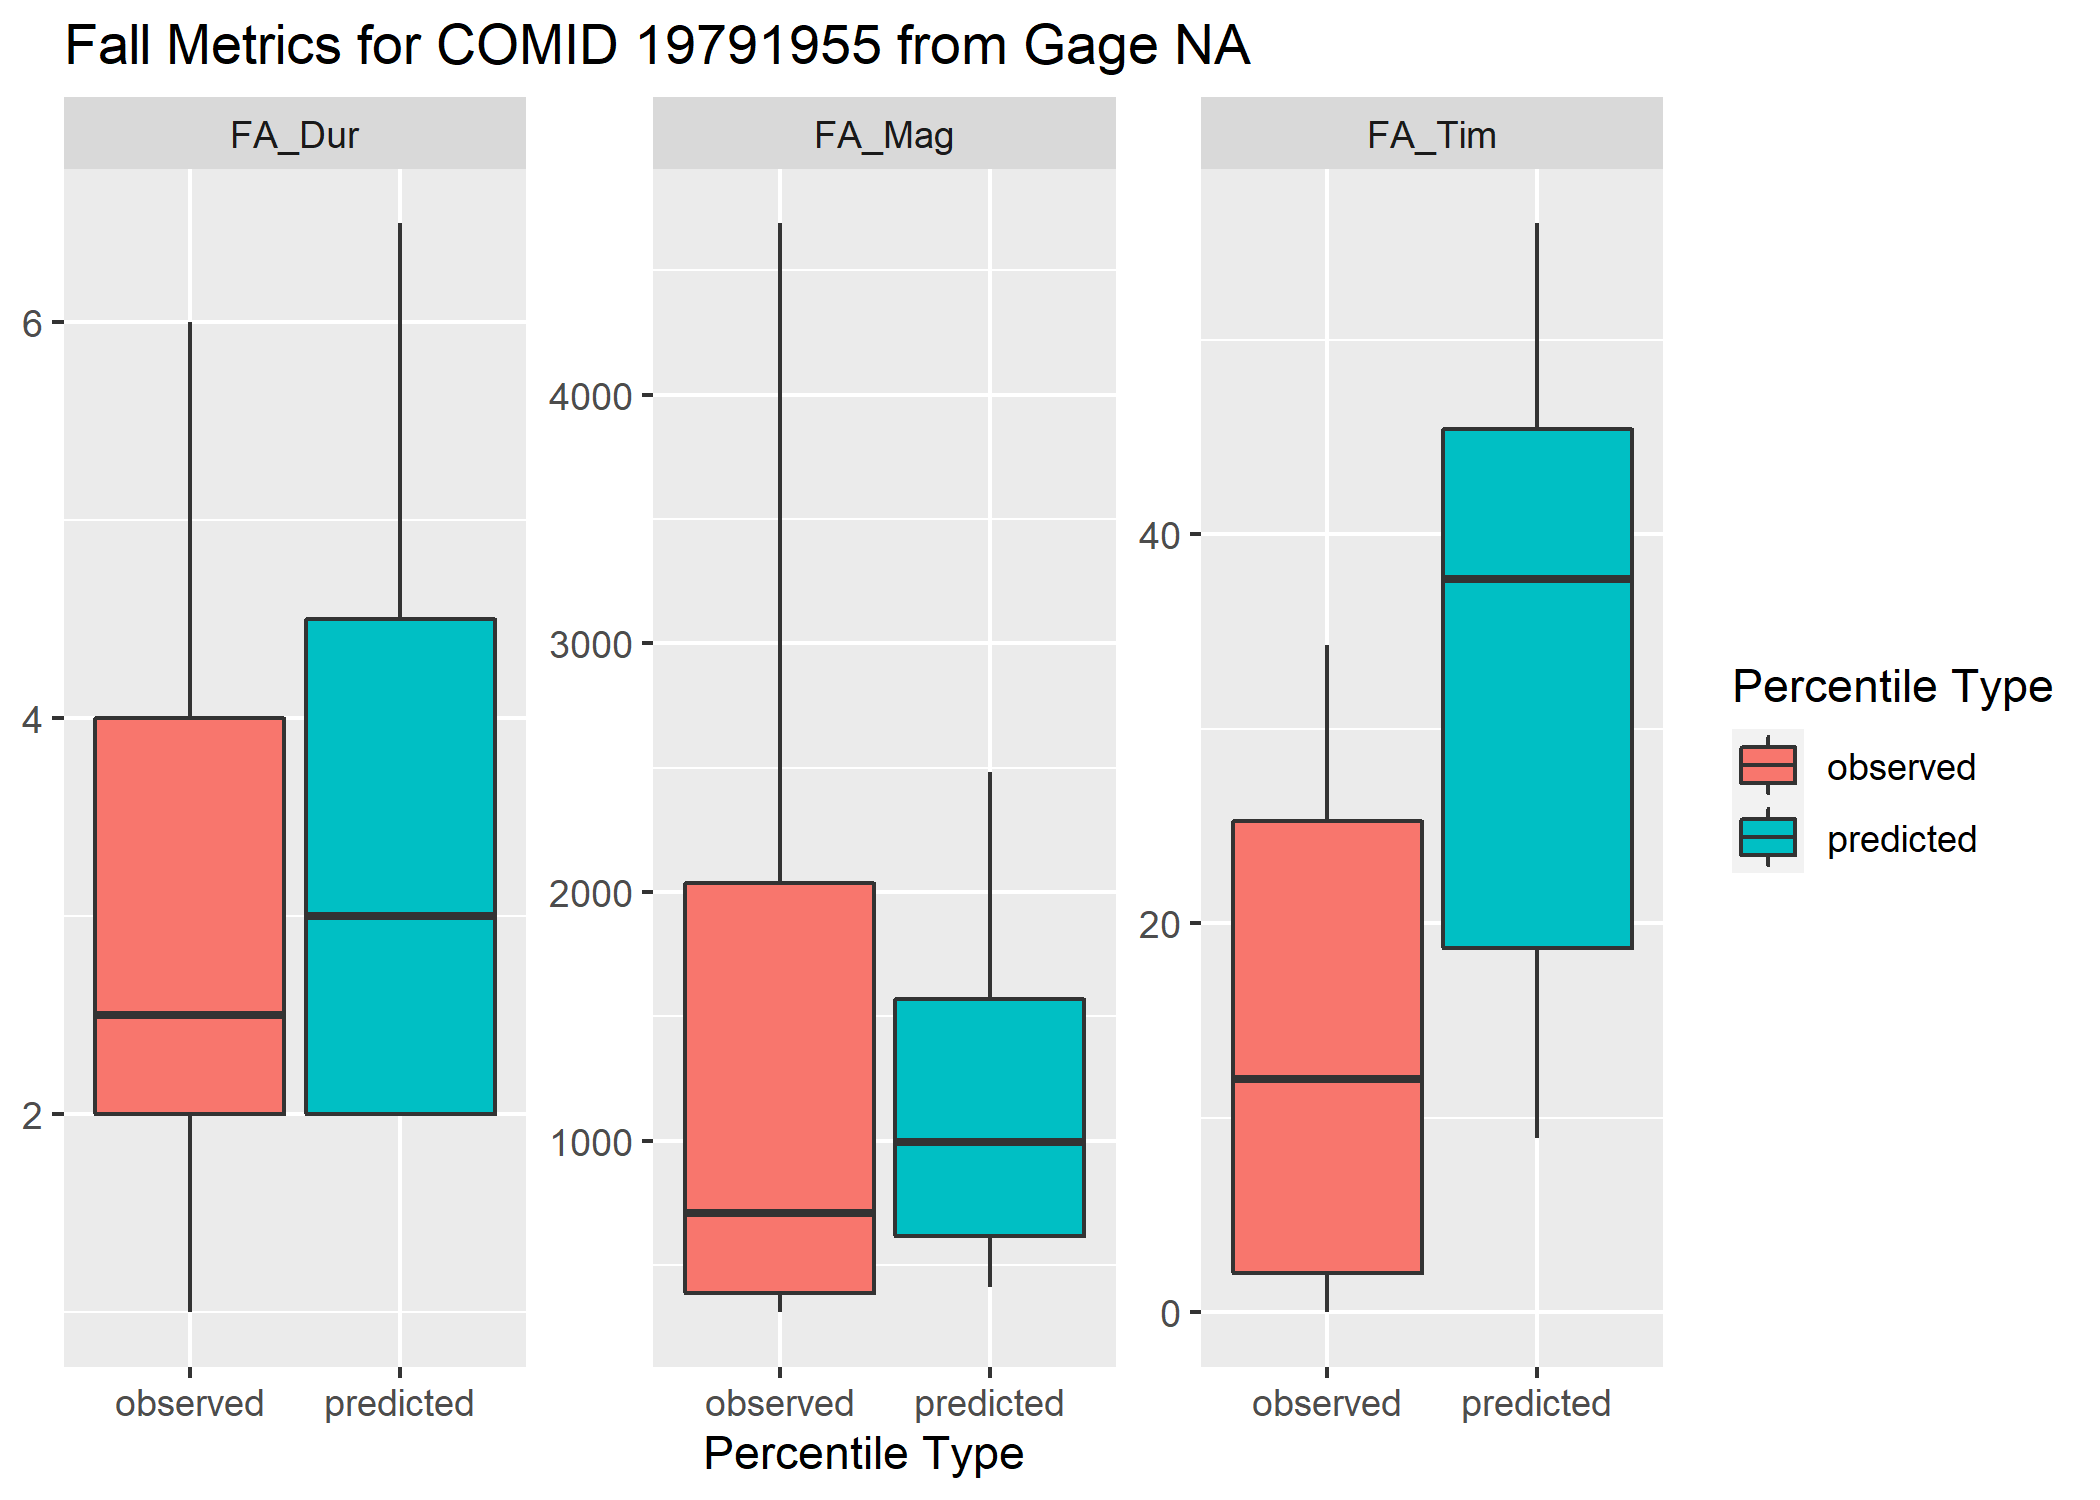 Fall Metrics for COMID 19791955 from Gage NA
FA_Dur
FA_Mag
FA_Tim
6
4
2
4000
3000
2000
1000
40
20
0
observed
predicted
observed
predicted
observed
predicted
Percentile Type
Percentile Type
observed
predicted